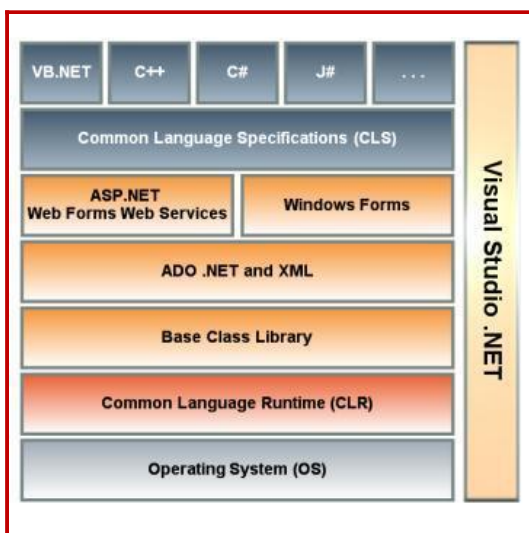 VB.NET
C++
C#
J#
...
Common Language Specifications (CLS)
ASP.NET
Web Forms Web Services
Windows Forms
ADO .NET and XML
Base Class Library
Common Language Runtime (CLR)
Operating System (OS)
Visual Studio .NET